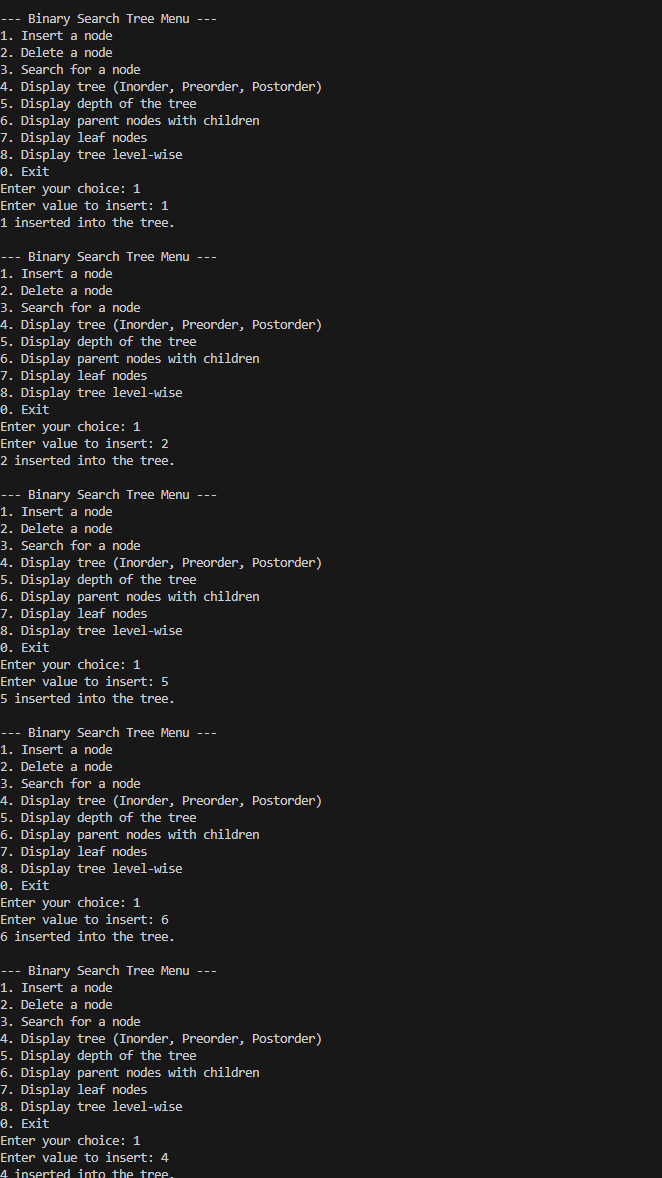 --- Binary Search Tree Menu ---
1. Insert a node
2. Delete a node
3. Search for a node
4. Display tree (Inorder, Preorder, Postorder)
5. Display depth of the tree
6. Display parent nodes with children
7. Display leaf nodes
8. Display tree level-wise
0. Exit
Enter your choice: 1
Enter value to insert: 1
1 inserted into the tree.

--- Binary Search Tree Menu ---
1. Insert a node
2. Delete a node
3. Search for a node
4. Display tree (Inorder, Preorder, Postorder)
5. Display depth of the tree
6. Display parent nodes with children
7. Display leaf nodes
8. Display tree level-wise
0. Exit
Enter your choice: 1
Enter value to insert: 2
2 inserted into the tree.

--- Binary Search Tree Menu ---
1. Insert a node
2. Delete a node
3. Search for a node
4. Display tree (Inorder, Preorder, Postorder)
5. Display depth of the tree
6. Display parent nodes with children
7. Display leaf nodes
8. Display tree level-wise
0. Exit
Enter your choice: 1
Enter value to insert: 5
5 inserted into the tree.

--- Binary Search Tree Menu ---
1. Insert a node
2. Delete a node
3. Search for a node
4. Display tree (Inorder, Preorder, Postorder)
5. Display depth of the tree
6. Display parent nodes with children
7. Display leaf nodes
8. Display tree level-wise
0. Exit
Enter your choice: 1
Enter value to insert: 6
6 inserted into the tree.

--- Binary Search Tree Menu ---
1. Insert a node
2. Delete a node
3. Search for a node
4. Display tree (Inorder, Preorder, Postorder)
5. Display depth of the tree
6. Display parent nodes with children
7. Display leaf nodes
8. Display tree level-wise
0. Exit
Enter your choice: 1
Enter value to insert: 4
4 inserted into the tree.